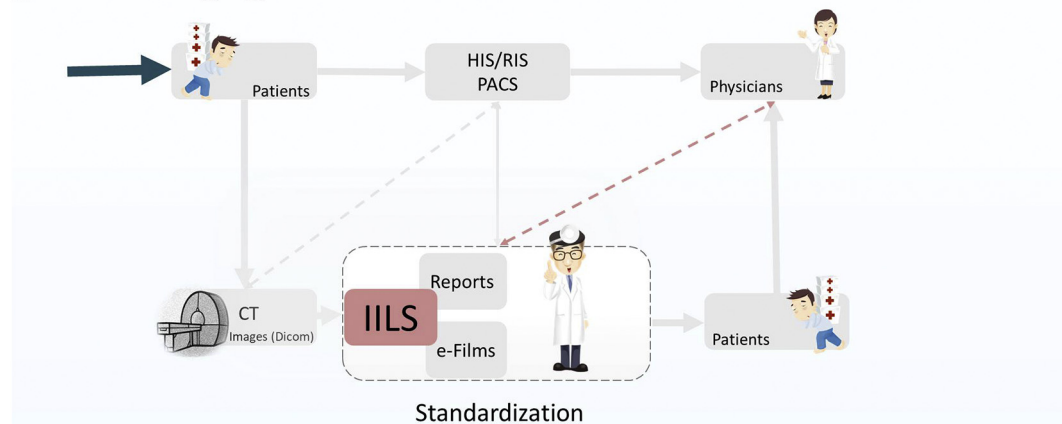 Patients
HIS/RIS
PACS
Physicians
CT
Images (Dicom)
IILS
Reports
e-Films
Patients
Standardization